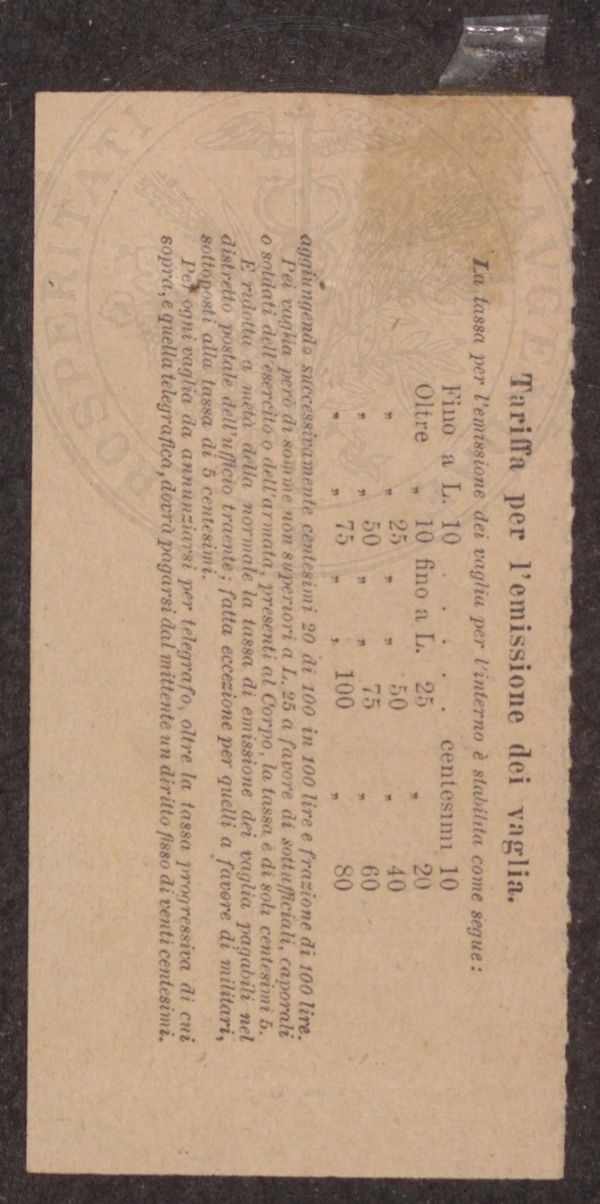 Tariffa per l'emissione dei vaglia.
La tassa per l'emissione dei vaglia per l'interno è stabilita come segue:
Fino a L. 10 . . . . centesimi 10
Oltre „ 10 fino a L. 25 „ 20
„ „ 25 „ „ 50 „ 40
„ „ 50 „ „ 75 „ 60
„ „ 75 „ „ 100 „ 80
aggiungendo successivamente centesimi 20 di 100 in 100 lire e frazione di 100 lire.
Pei vaglia però di somme non superiori a L. 25 a favore di sottufficiali, caporali
o soldati dell'esercito o dell'armata, presenti al Corpo, la tassa è di soli centesimi 5.
È ridotta a metà della normale la tassa di emissione dei vaglia pagabili nel
distretto postale dell'ufficio traente; fatta eccezione per quelli a favore di militari,
sottoposti alla tassa di 5 centesimi.
Per ogni vaglia da annunziarsi per telegrafo, oltre la tassa progressiva di cui
sopra, e quella telegrafica, dovrà pagarsi dal mittente un diritto fisso di venti centesimi.
PROSPERITATI
AVGENDAE